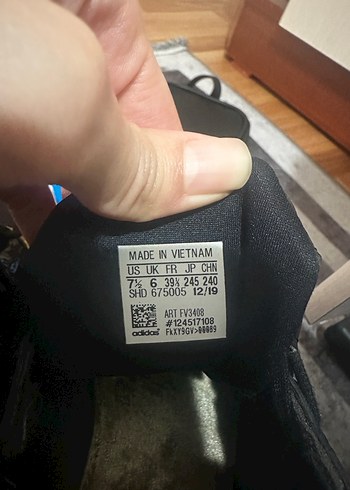 MADE IN VIETNAM
US UK FR JP CHN
7½ 6 39⅓ 245 240
SHD 675005 12/19
ART FV3408
#124517108
adidas